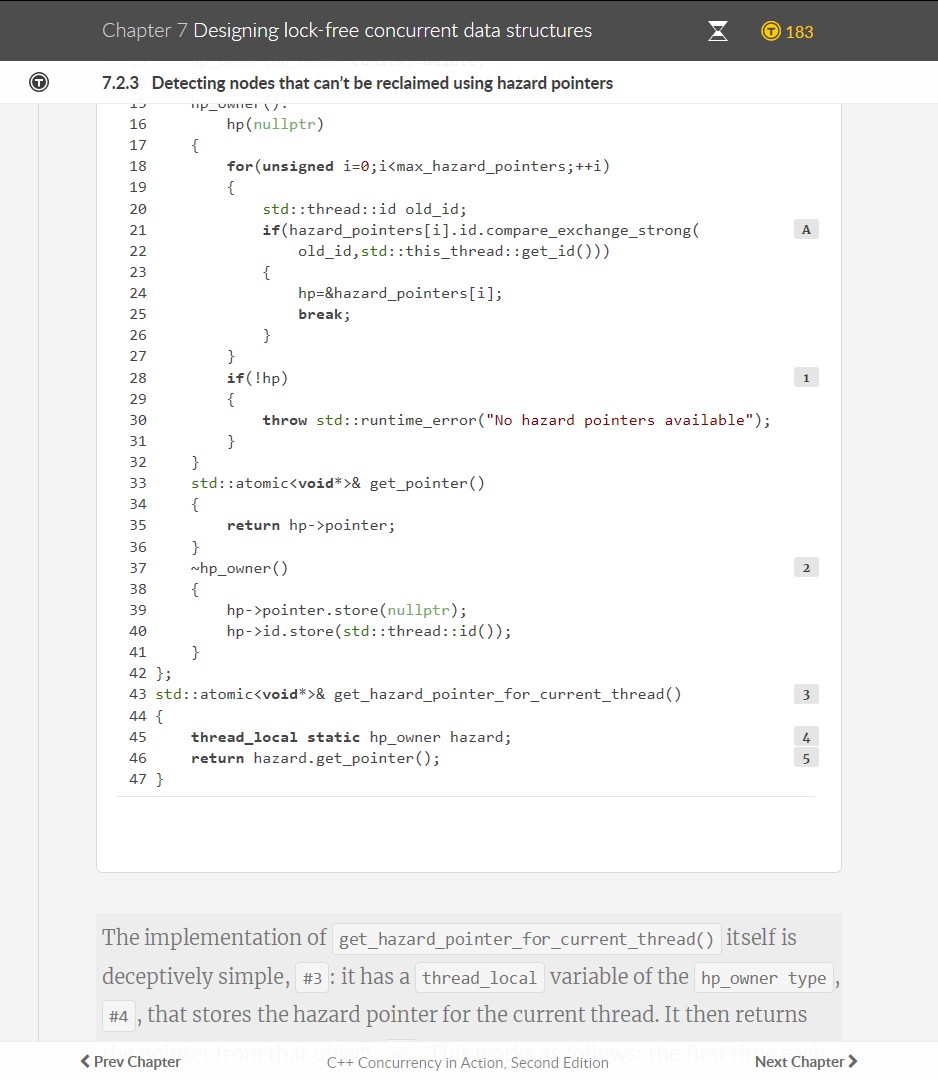 Chapter 7 Designing lock-free concurrent data structures
183
7.2.3 Detecting nodes that can't be reclaimed using hazard pointers
15 hp_owner():
16 hp(nullptr)
17 {
18 for(unsigned i=0;i<max_hazard_pointers;++i)
19 {
20 std::thread::id old_id;
21 if(hazard_pointers[i].id.compare_exchange_strong( A
22 old_id,std::this_thread::get_id()))
23 {
24 hp=&hazard_pointers[i];
25 break;
26 }
27 }
28 if(!hp) 1
29 {
30 throw std::runtime_error("No hazard pointers available");
31 }
32 }
33 std::atomic<void*>& get_pointer()
34 {
35 return hp->pointer;
36 }
37 ~hp_owner() 2
38 {
39 hp->pointer.store(nullptr);
40 hp->id.store(std::thread::id());
41 }
42 };
43 std::atomic<void*>& get_hazard_pointer_for_current_thread() 3
44 {
45 thread_local static hp_owner hazard; 4
46 return hazard.get_pointer(); 5
47 }
The implementation of get_hazard_pointer_for_current_thread() itself is
deceptively simple, #3 : it has a thread_local variable of the hp_owner type ,
#4 , that stores the hazard pointer for the current thread. It then returns
Prev Chapter C++ Concurrency in Action, Second Edition Next Chapter